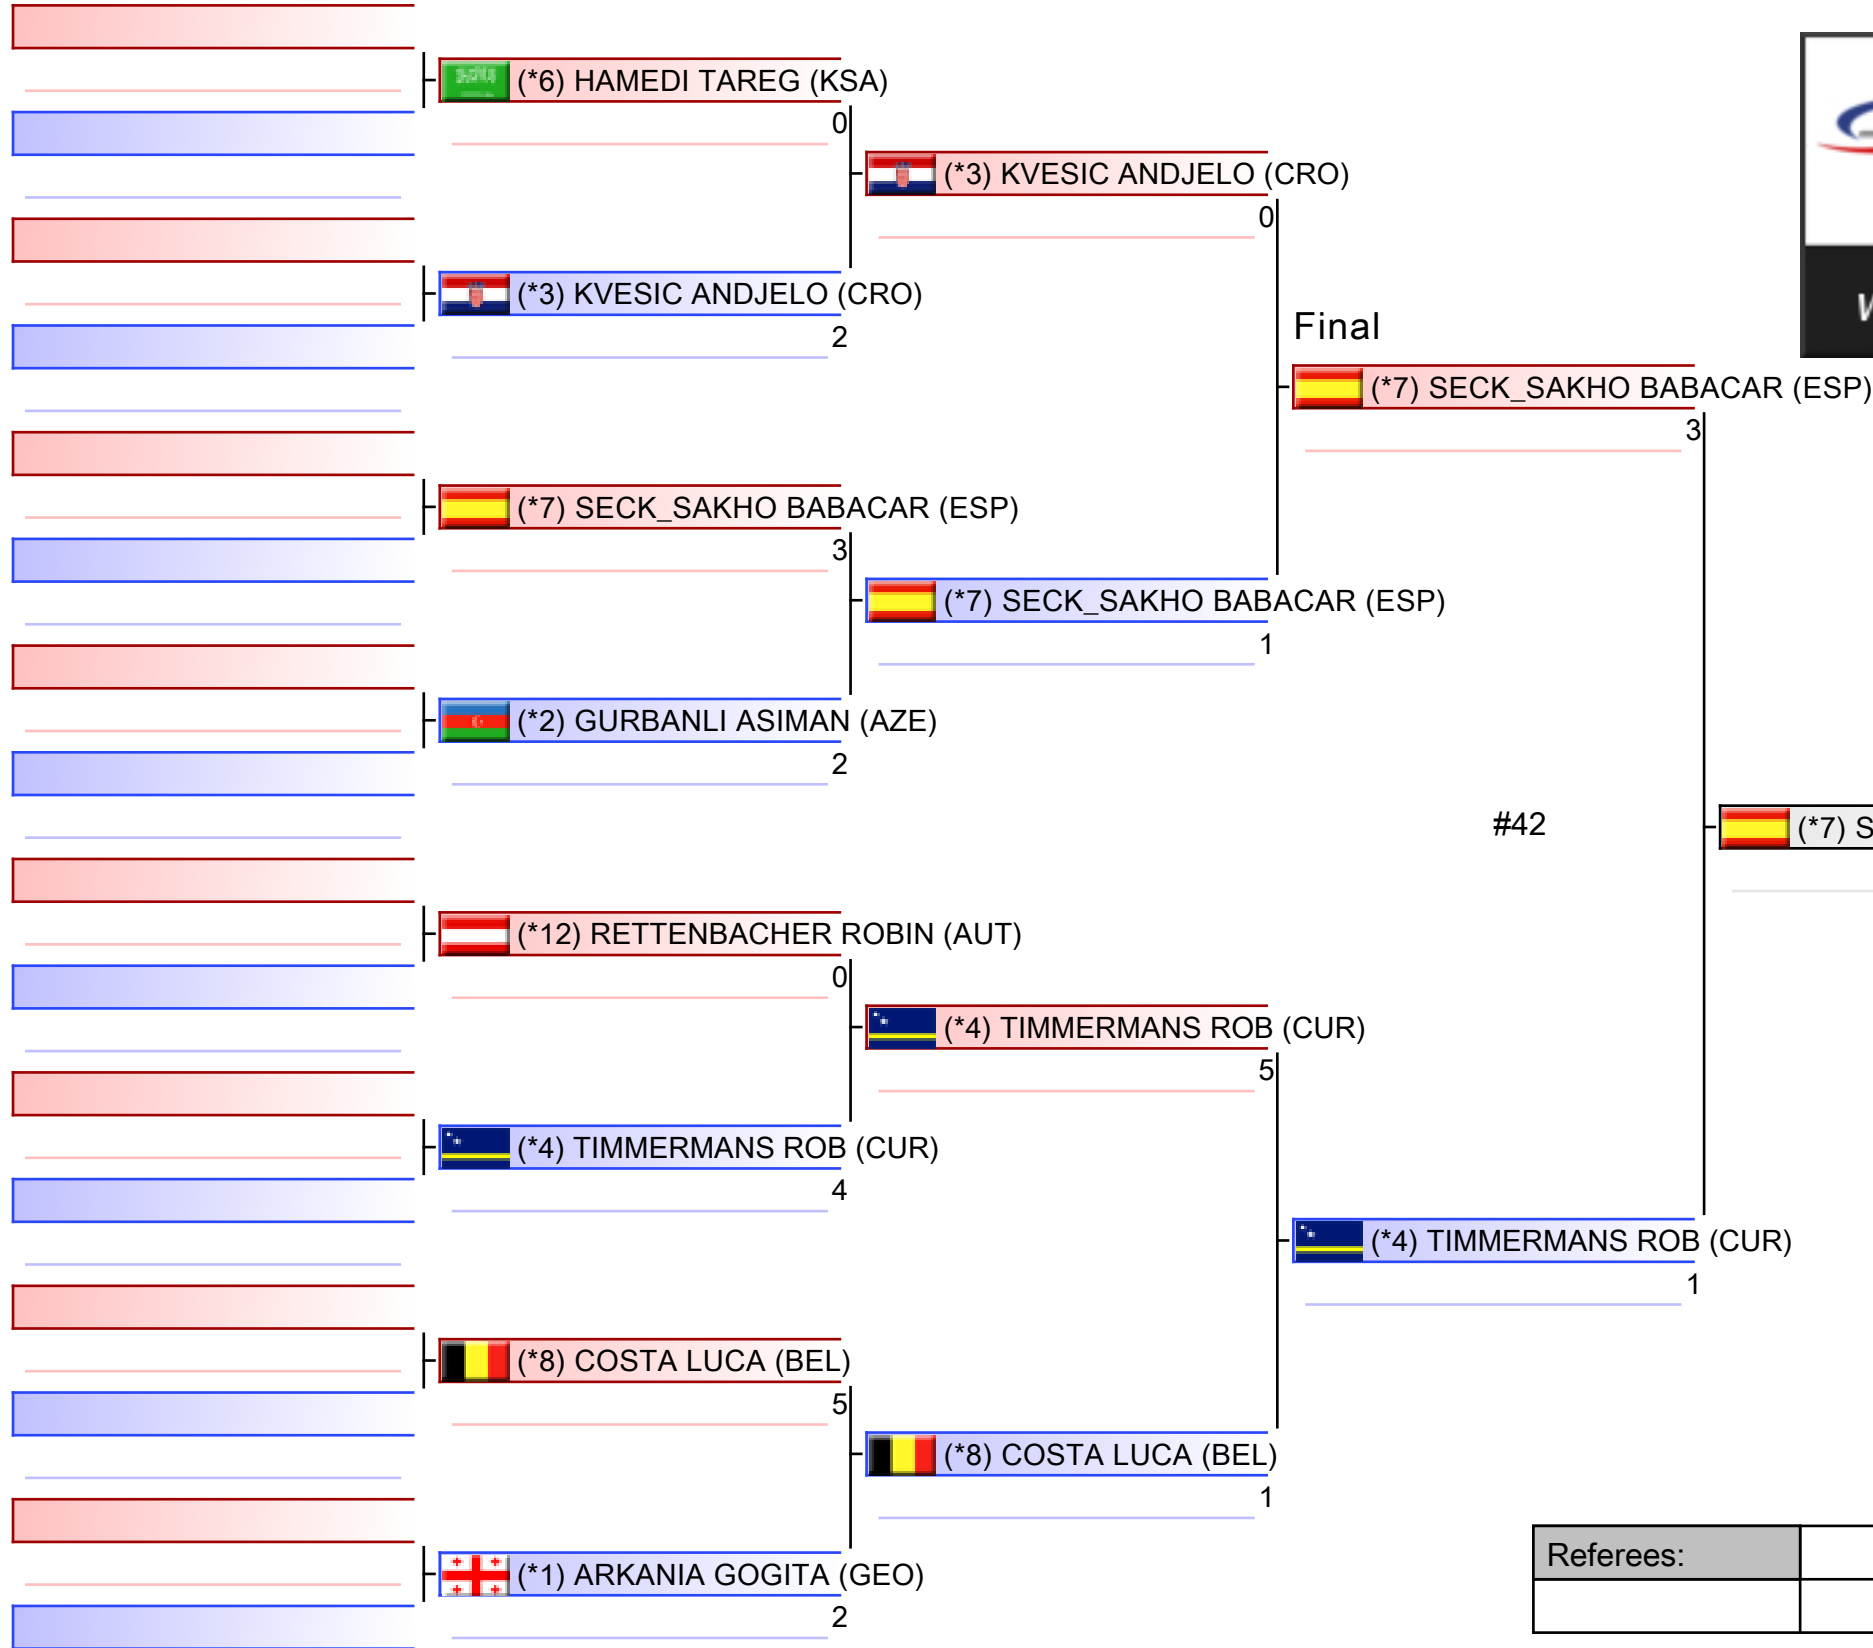 (*6) HAMEDI TAREG (KSA)
0
(*3) KVESIC ANDJELO (CRO)
0
(*3) KVESIC ANDJELO (CRO)
2
Final
(*7) SECK_SAKHO BABACAR (ESP)
3
(*7) SECK_SAKHO BABACAR (ESP)
3
(*7) SECK_SAKHO BABACAR (ESP)
1
(*2) GURBANLI ASIMAN (AZE)
2
#42
(*7) S
(*12) RETTENBACHER ROBIN (AUT)
0
(*4) TIMMERMANS ROB (CUR)
5
(*4) TIMMERMANS ROB (CUR)
4
(*4) TIMMERMANS ROB (CUR)
1
(*8) COSTA LUCA (BEL)
5
(*8) COSTA LUCA (BEL)
1
Referees:
(*1) ARKANIA GOGITA (GEO)
2